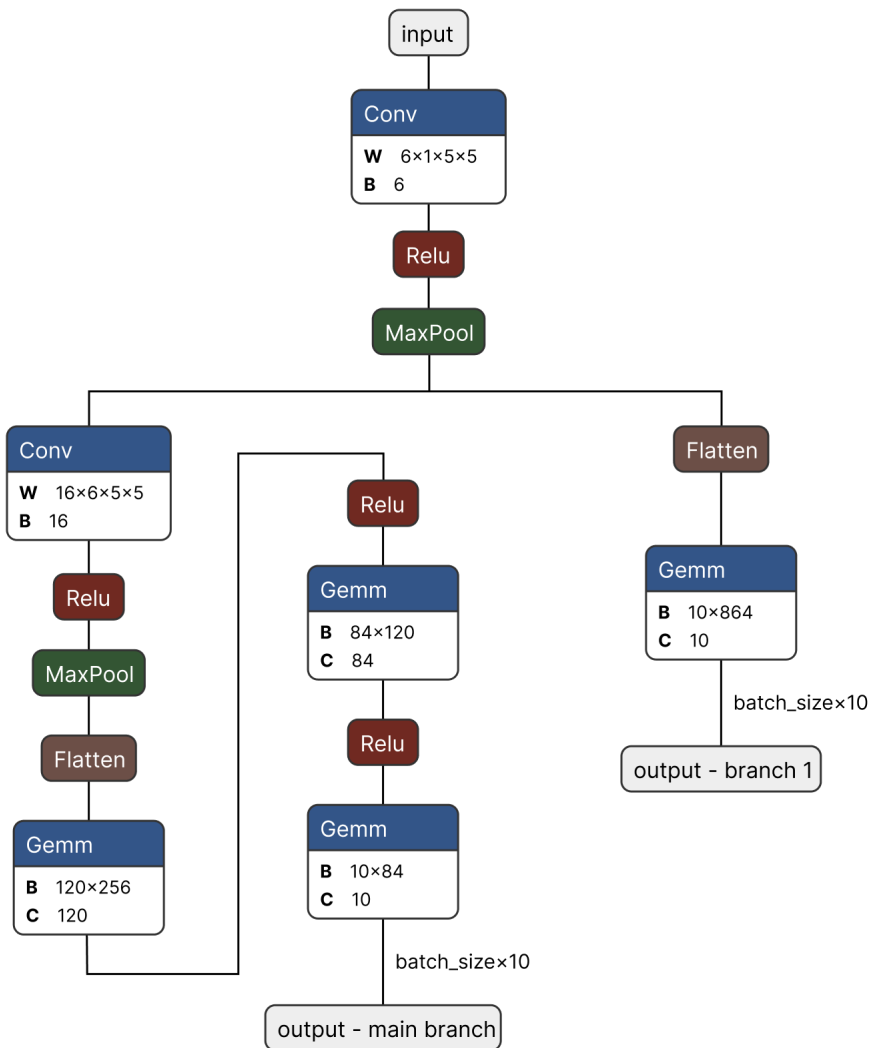 input
Conv
W 6×1×5×5
B 6
Relu
MaxPool
Conv
W 16×6×5×5
B 16
Relu
MaxPool
Flatten
Gemm
B 120×256
C 120
Relu
Gemm
B 84×120
C 84
Relu
Gemm
B 10×84
C 10
batch_size×10
output - main branch
Flatten
Gemm
B 10×864
C 10
batch_size×10
output - branch 1